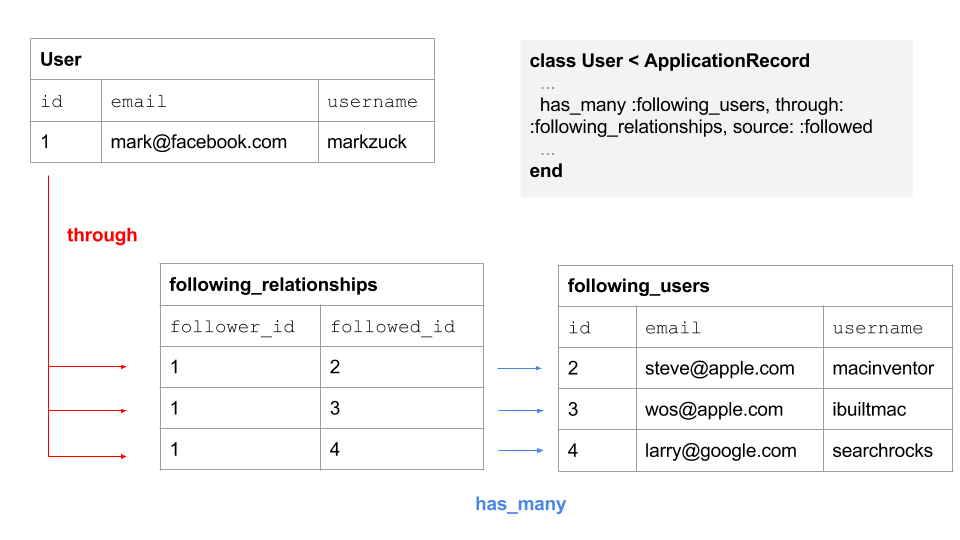 User
id email username
1 mark@facebook.com markzuck
class User < ApplicationRecord
...
has_many :following_users, through:
:following_relationships, source: :followed
...
end
through
following_relationships
follower_id followed_id
1 2
1 3
1 4
following_users
id email username
2 steve@apple.com macinventor
3 wos@apple.com ibuiltmac
4 larry@google.com searchrocks
has_many